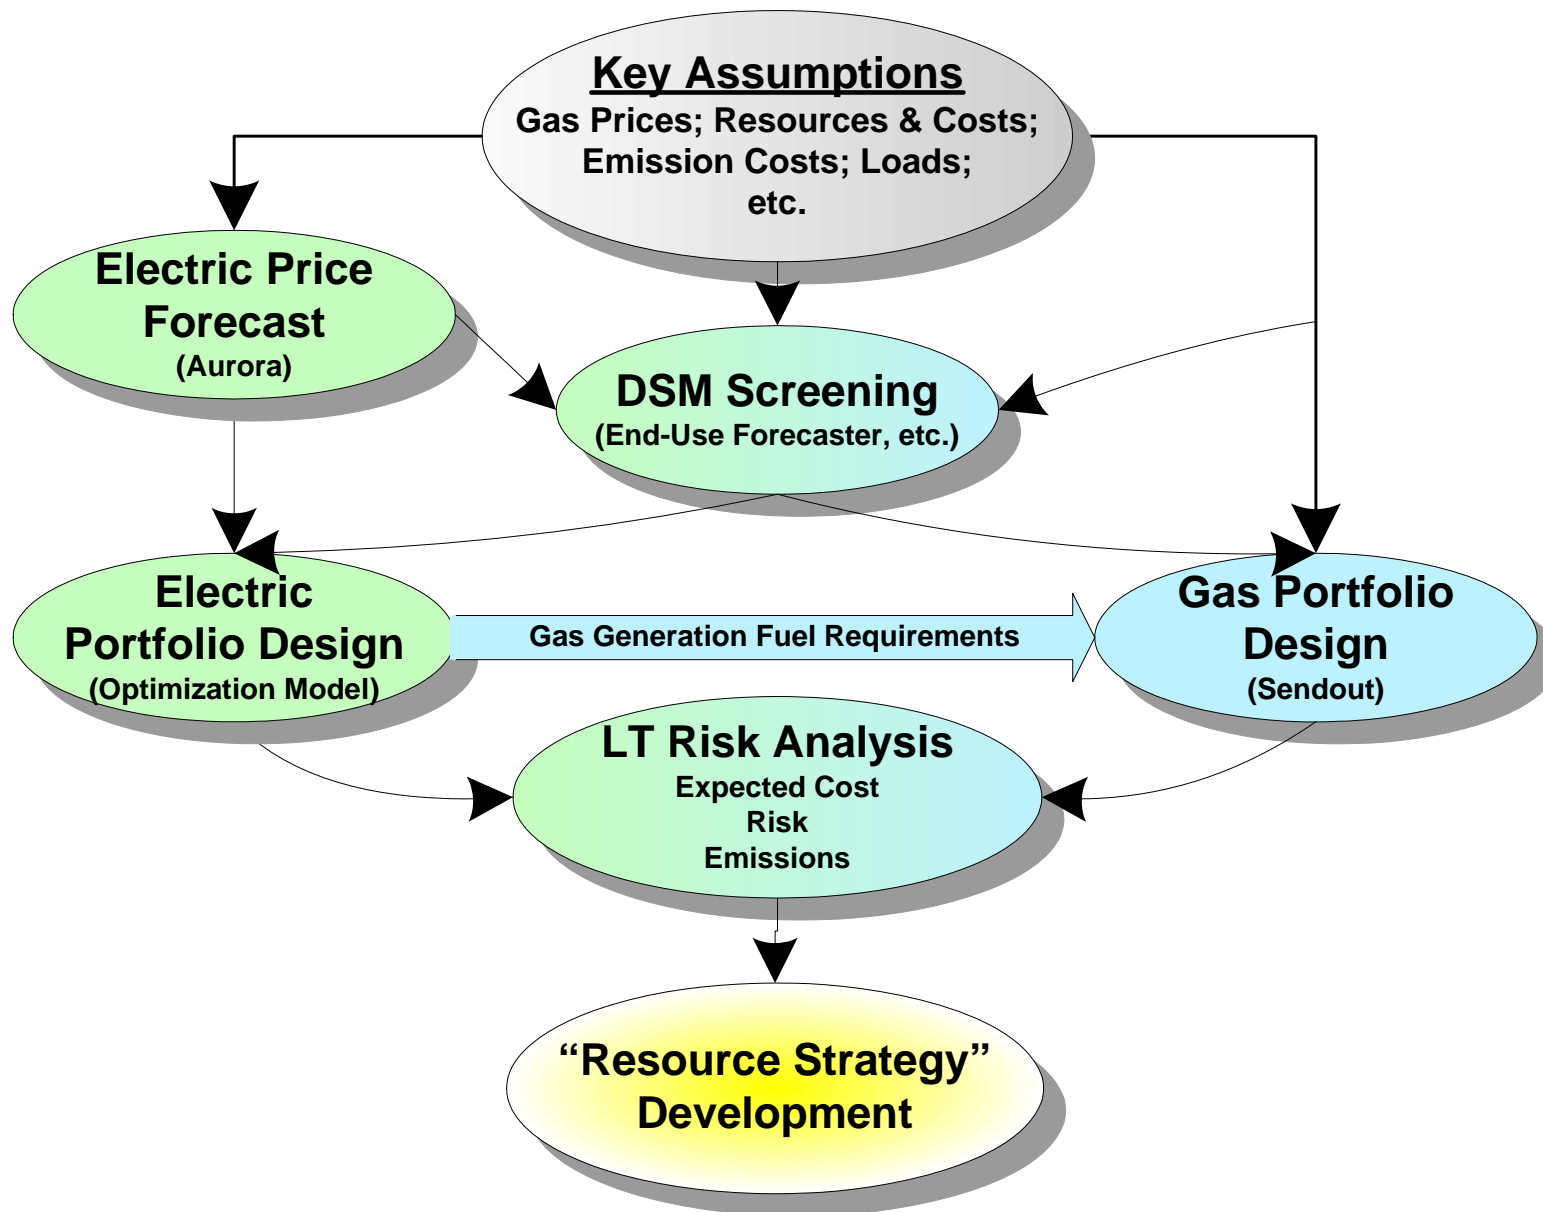 Key Assumptions
Gas Prices; Resources & Costs;
Emission Costs; Loads;
etc.
Electric Price
Forecast
(Aurora)
DSM Screening
(End-Use Forecaster, etc.)
Electric
Portfolio Design
(Optimization Model)
Gas Generation Fuel Requirements
Gas Portfolio
Design
(Sendout)
LT Risk Analysis
Expected Cost
Risk
Emissions
“Resource Strategy”
Development